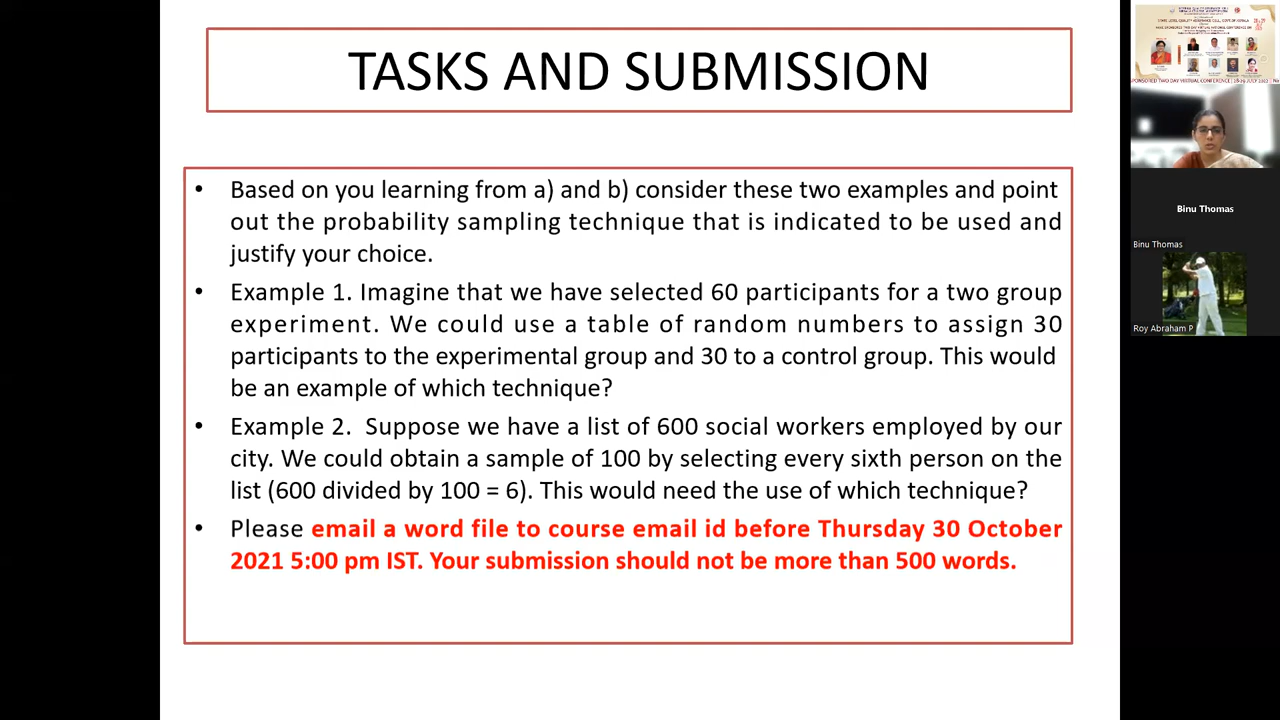 TASKS AND SUBMISSION
• Based on you learning from a) and b) consider these two examples and point
out the probability sampling technique that is indicated to be used and
justify your choice.
• Example 1. Imagine that we have selected 60 participants for a two group
experiment. We could use a table of random numbers to assign 30
participants to the experimental group and 30 to a control group. This would
be an example of which technique?
• Example 2. Suppose we have a list of 600 social workers employed by our
city. We could obtain a sample of 100 by selecting every sixth person on the
list (600 divided by 100 = 6). This would need the use of which technique?
• Please email a word file to course email id before Thursday 30 October
2021 5:00 pm IST. Your submission should not be more than 500 words.
Binu Thomas
Binu Thomas
Roy Abraham P